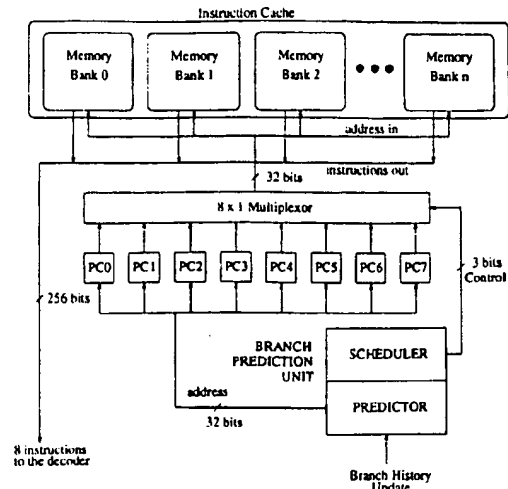 Instruction Cache
Memory
Bank 0
Memory
Bank 1
Memory
Bank 2
Memory
Bank n
address in
instructions out
32 bits
8 x 1 Multiplexor
PC0
PC1
PC2
PC3
PC4
PC5
PC6
PC7
3 bits
Control
256 bits
BRANCH
PREDICTION
UNIT
SCHEDULER
PREDICTOR
address
32 bits
8 instructions
to the decoder
Branch History
Update